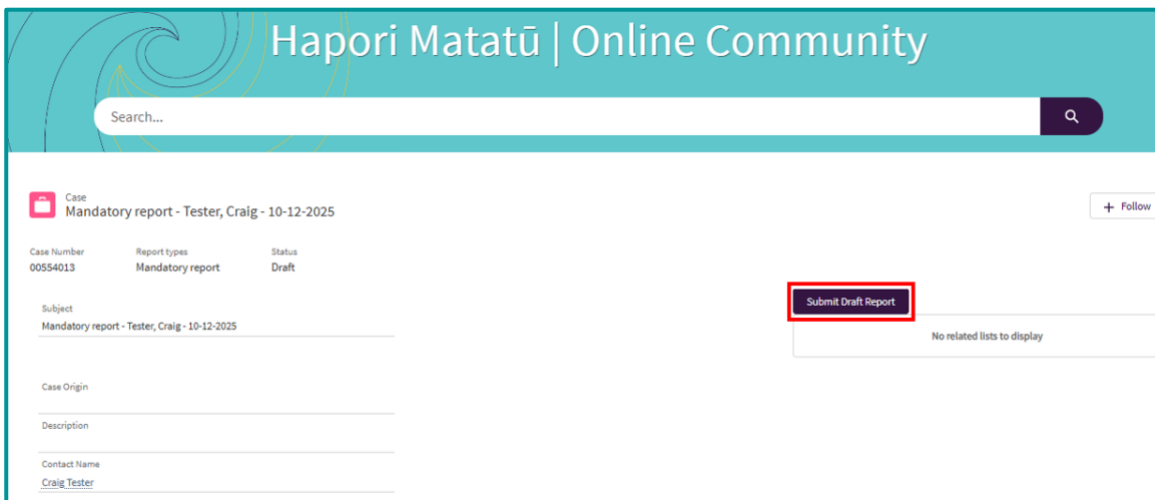 Hapori Matatū | Online Community
Search...
Case
Mandatory report - Tester, Craig - 10-12-2025
+ Follow
Case Number Report types Status
00554013 Mandatory report Draft
Submit Draft Report
Subject
Mandatory report - Tester, Craig - 10-12-2025
No related lists to display
Case Origin
Description
Contact Name
Craig Tester